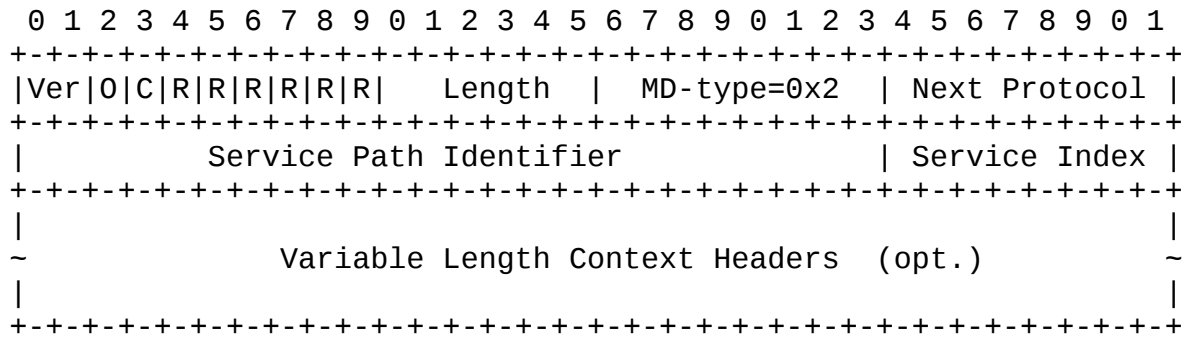 0 1 2 3 4 5 6 7 8 9 0 1 2 3 4 5 6 7 8 9 0 1 2 3 4 5 6 7 8 9 0 1
+-+-+-+-+-+-+-+-+-+-+-+-+-+-+-+-+-+-+-+-+-+-+-+-+-+-+-+-+-+-+-+-+
|Ver|O|C|R|R|R|R|R|R|   Length  |  MD-type=0x2  | Next Protocol |
+-+-+-+-+-+-+-+-+-+-+-+-+-+-+-+-+-+-+-+-+-+-+-+-+-+-+-+-+-+-+-+-+
|          Service Path Identifier              | Service Index |
+-+-+-+-+-+-+-+-+-+-+-+-+-+-+-+-+-+-+-+-+-+-+-+-+-+-+-+-+-+-+-+-+
|                                                               |
~              Variable Length Context Headers  (opt.)          ~
|                                                               |
+-+-+-+-+-+-+-+-+-+-+-+-+-+-+-+-+-+-+-+-+-+-+-+-+-+-+-+-+-+-+-+-+